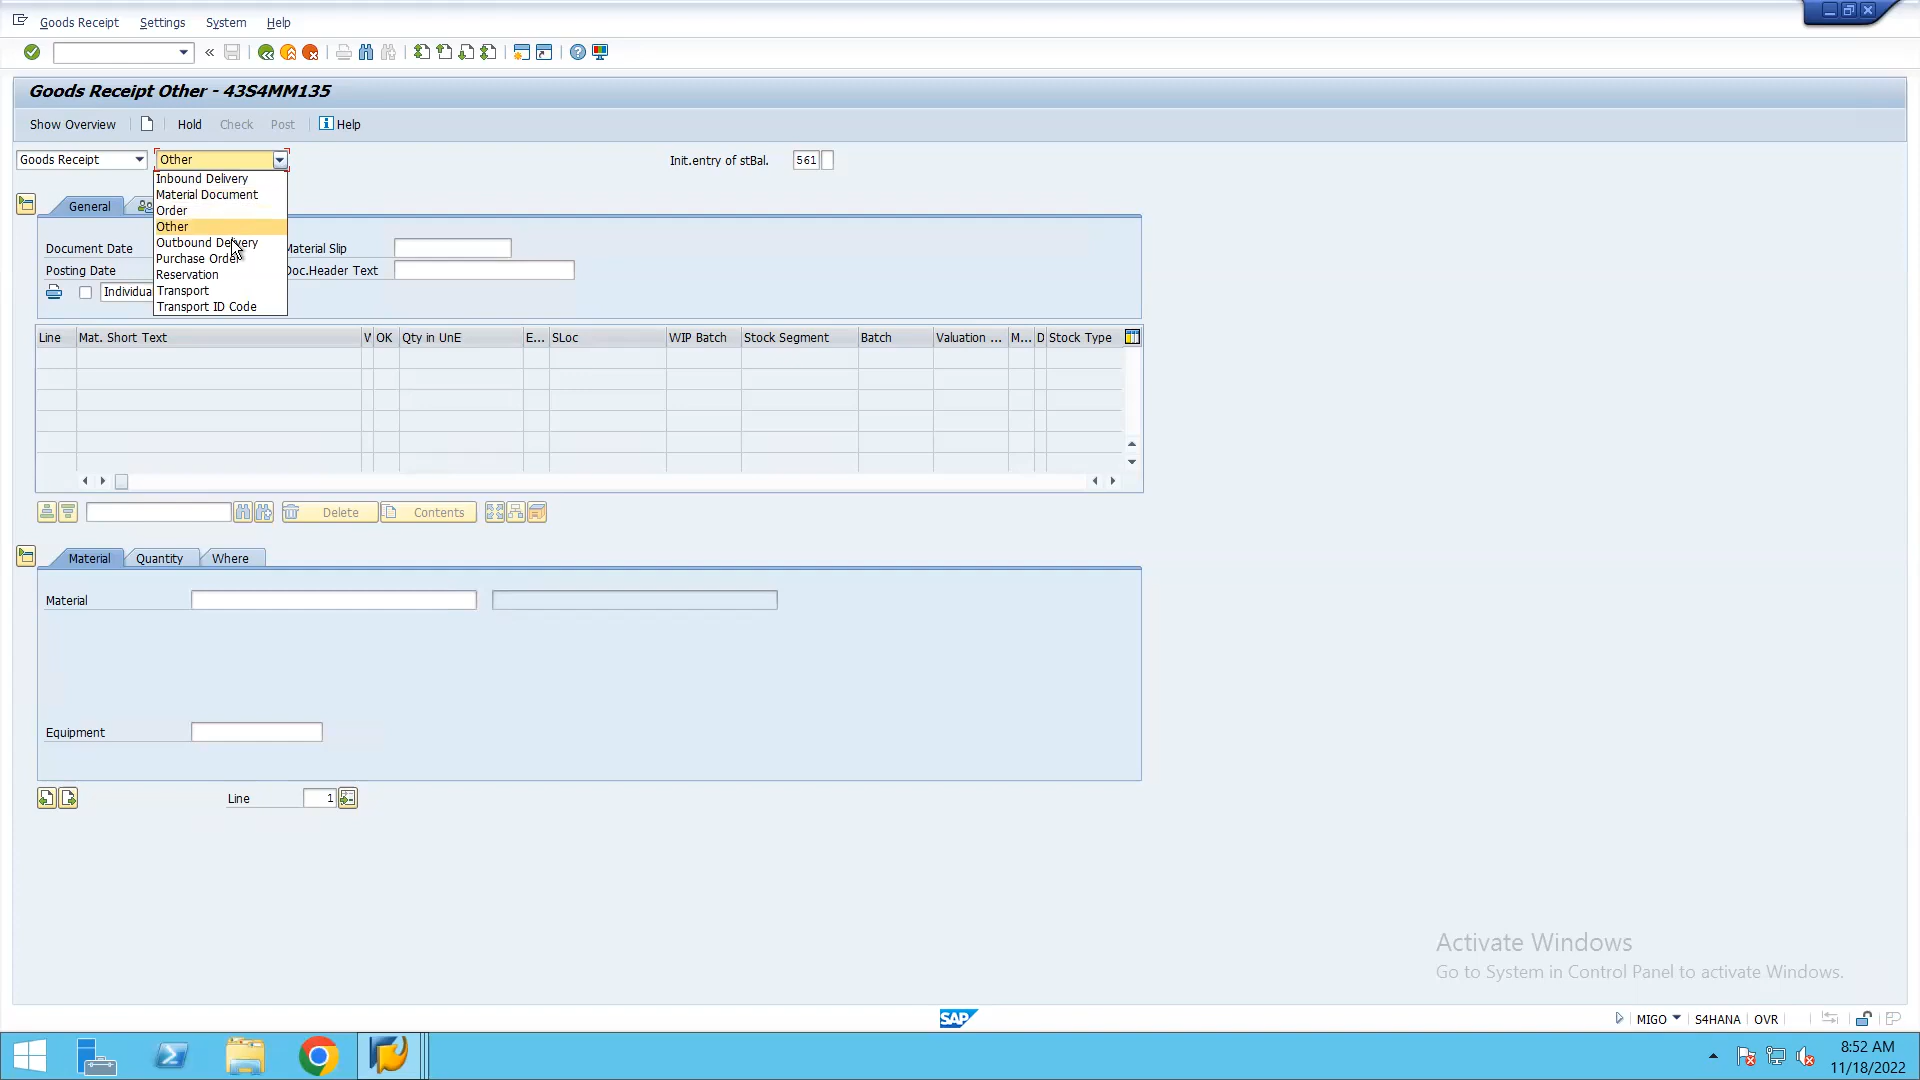 Goods Receipt Settings System Help
Goods Receipt Other - 43S4MM135
Show Overview Hold Check Post Help
Goods Receipt Other Init.entry of stBal. 561
Inbound Delivery
Material Document
Order
Other
Outbound Delivery
Purchase Order
Reservation
Transport
Transport ID Code
General
Document Date Material Slip
Posting Date Doc.Header Text
Individua
Line Mat. Short Text V OK Qty in UnE E... SLoc WIP Batch Stock Segment Batch Valuation ... M... D Stock Type
Delete Contents
Material Quantity Where
Material
Equipment
Line 1
Activate Windows
Go to System in Control Panel to activate Windows.
SAP
MIGO S4HANA OVR
8:52 AM
11/18/2022